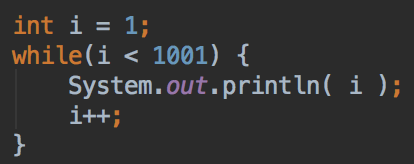 int i = 1;
while(i < 1001) {
    System.out.println( i );
    i++;
}